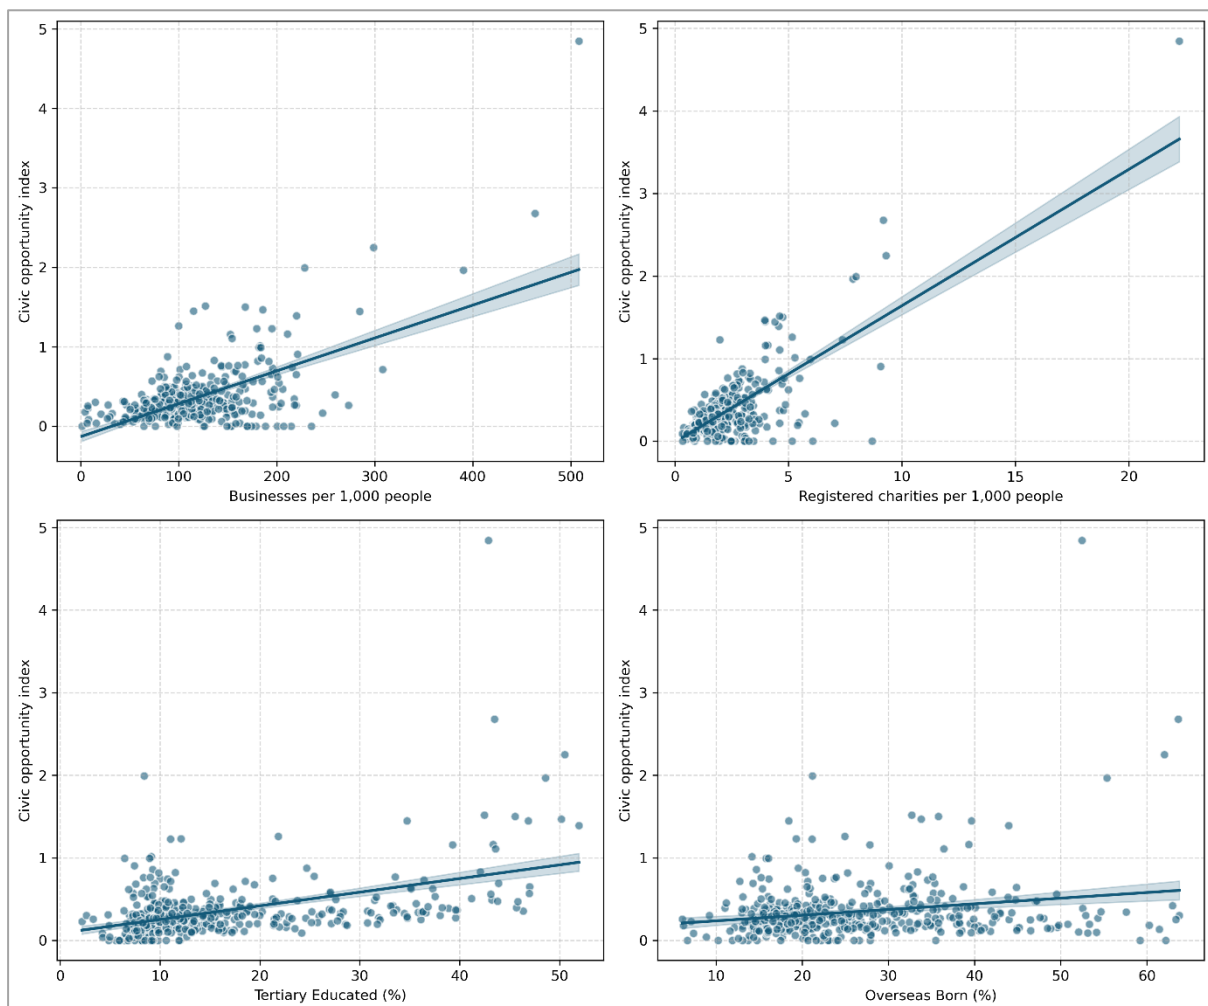 5
4
3
2
1
0
Civic opportunity index
0 100 200 300 400 500
Businesses per 1,000 people
5
4
3
2
1
0
Civic opportunity index
0 5 10 15 20
Registered charities per 1,000 people
5
4
3
2
1
0
Civic opportunity index
0 10 20 30 40 50
Tertiary Educated (%)
5
4
3
2
1
0
Civic opportunity index
10 20 30 40 50 60
Overseas Born (%)